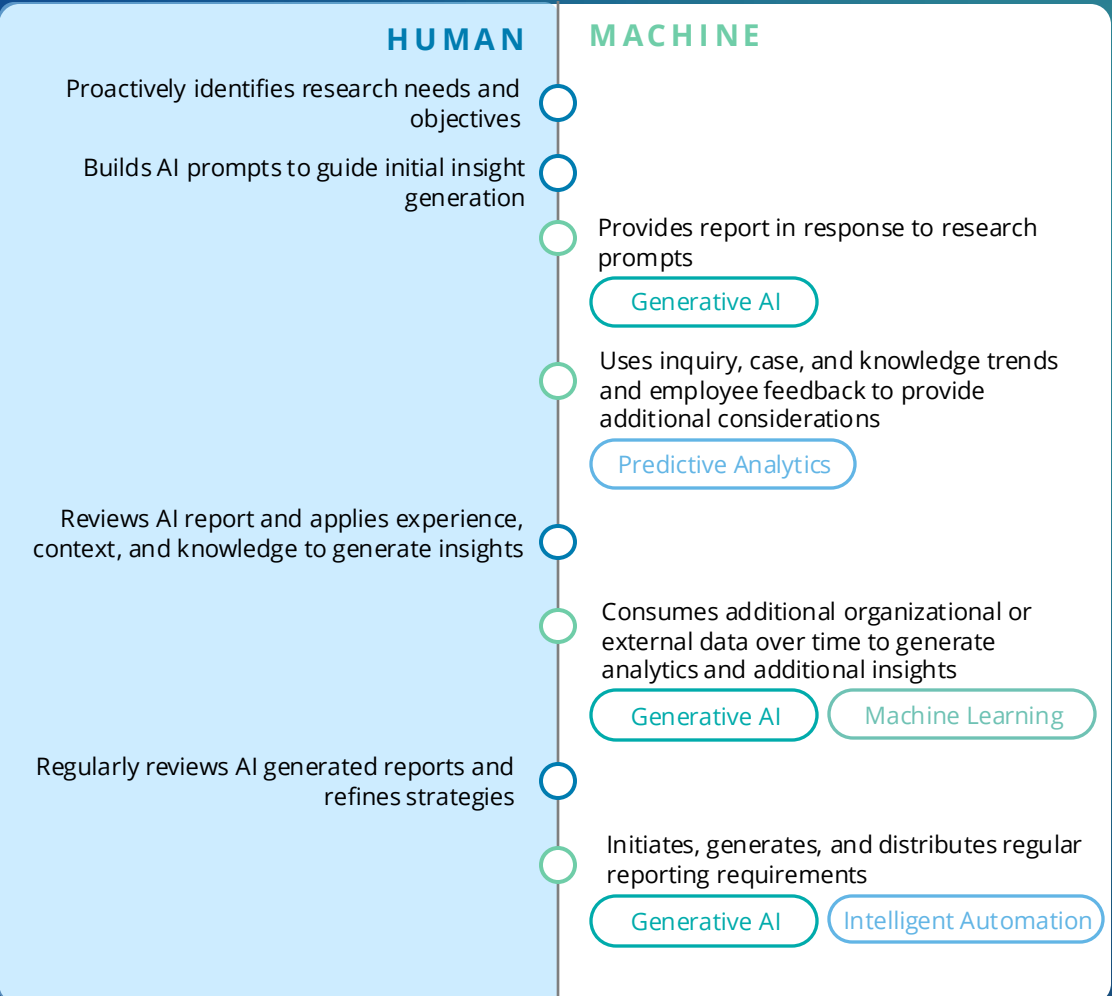 HUMAN
MACHINE
Proactively identifies research needs and
objectives
Builds AI prompts to guide initial insight
generation
Provides report in response to research
prompts
Generative AI
Uses inquiry, case, and knowledge trends
and employee feedback to provide
additional considerations
Predictive Analytics
Reviews AI report and applies experience,
context, and knowledge to generate insights
Consumes additional organizational or
external data over time to generate
analytics and additional insights
Generative AI
Machine Learning
Regularly reviews AI generated reports and
refines strategies
Initiates, generates, and distributes regular
reporting requirements
Generative AI
Intelligent Automation